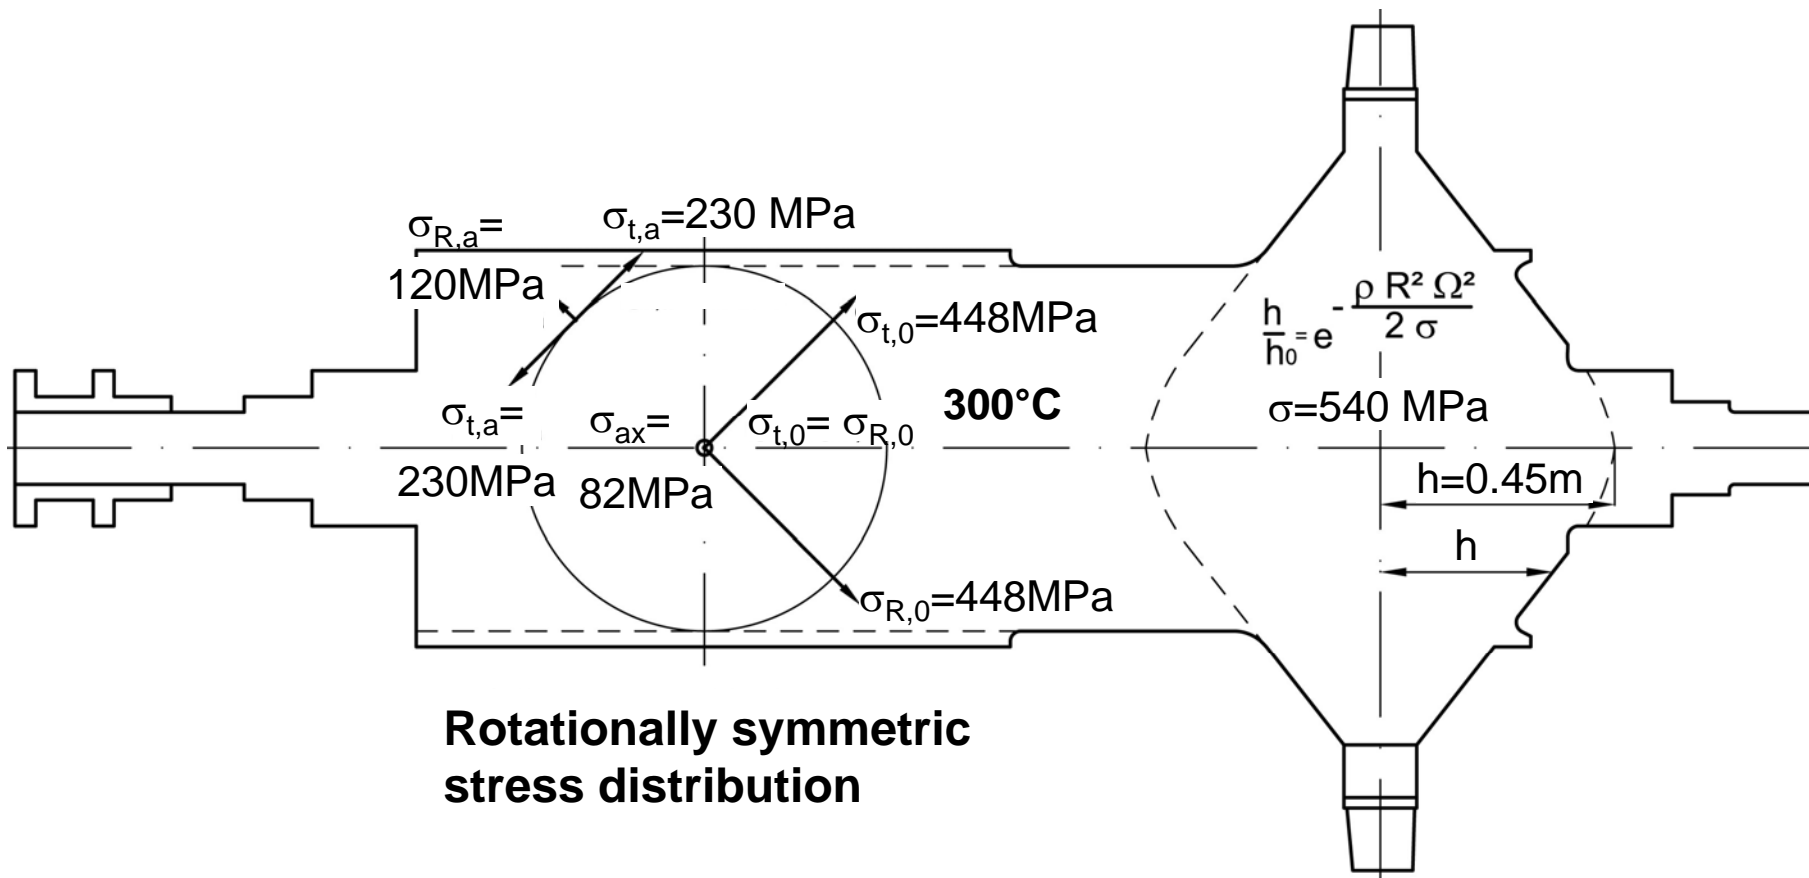 σR,a=
120MPa
σt,a=230 MPa
σt,0=448MPa
σt,a=
230MPa
σax=
82MPa
σt,0= σR,0
300°C
σR,0=448MPa
h/h0 = e^(- ρ R² Ω² / 2 σ)
σ=540 MPa
h=0.45m
h
Rotationally symmetric
stress distribution